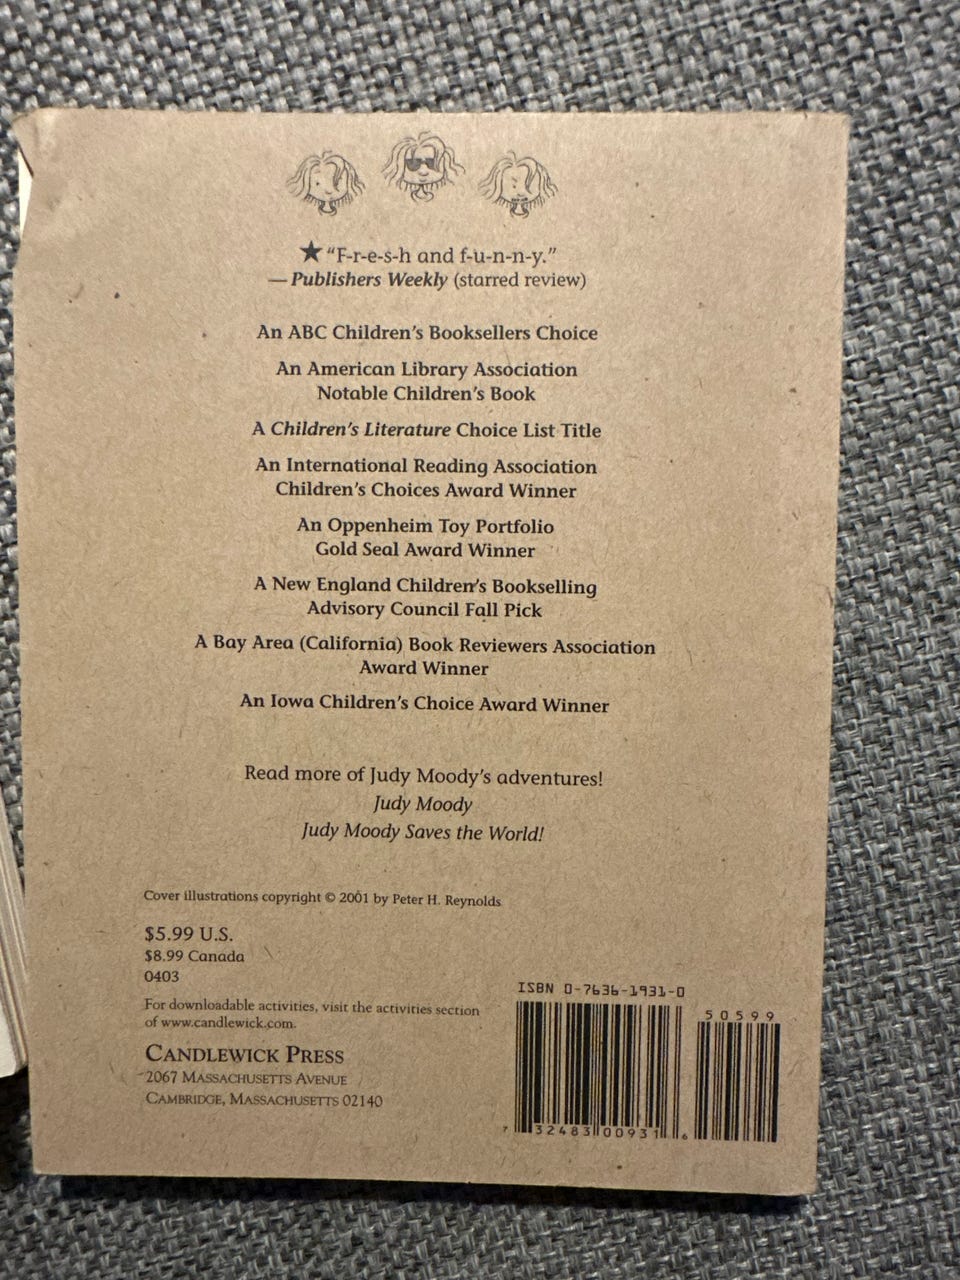 ★ “F-r-e-s-h and f-u-n-n-y.”
— Publishers Weekly (starred review)
An ABC Children’s Booksellers Choice
An American Library Association
Notable Children’s Book
A Children’s Literature Choice List Title
An International Reading Association
Children’s Choices Award Winner
An Oppenheim Toy Portfolio
Gold Seal Award Winner
A New England Children’s Bookselling
Advisory Council Fall Pick
A Bay Area (California) Book Reviewers Association
Award Winner
An Iowa Children’s Choice Award Winner
Read more of Judy Moody’s adventures!
Judy Moody
Judy Moody Saves the World!
Cover illustrations copyright © 2001 by Peter H. Reynolds
$5.99 U.S.
$8.99 Canada
0403
For downloadable activities, visit the activities section
of www.candlewick.com.
CANDLEWICK PRESS
2067 MASSACHUSETTS AVENUE
CAMBRIDGE, MASSACHUSETTS 02140
ISBN 0-7636-1931-0
50599
7 32483 00931 6